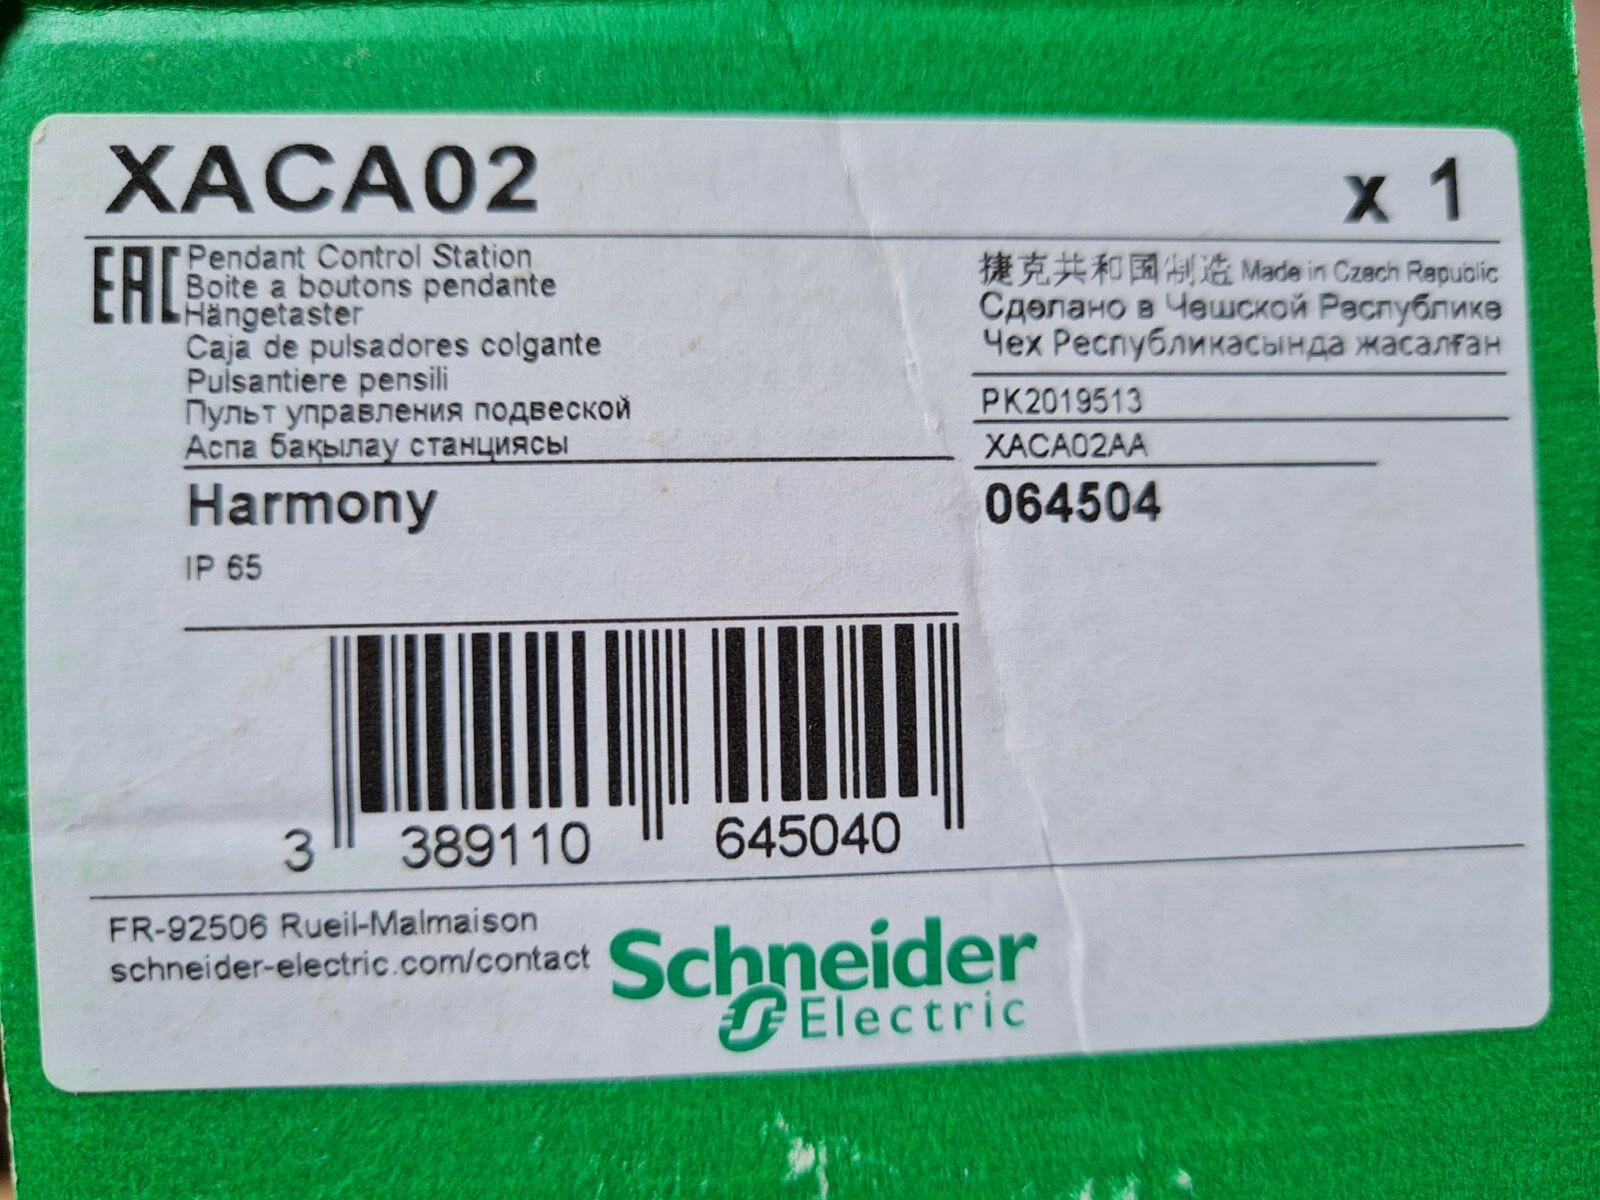 XACA02
x 1
EAC
Pendant Control Station
Boite a boutons pendante
Hängetaster
Caja de pulsadores colgante
Pulsantiere pensili
Пульт управления подвеской
Аспа бақылау станциясы
捷克共和国制造 Made in Czech Republic
Сделано в Чешской Республике
Чех Республикасында жасалған
PK2019513
XACA02AA
064504
Harmony
IP 65
3 389110 645040
FR-92506 Rueil-Malmaison
schneider-electric.com/contact
Schneider
Electric